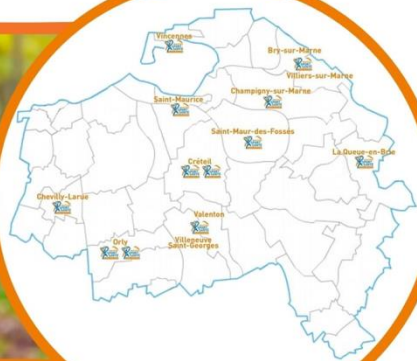 Vincennes
Bry-sur-Marne
Villiers-sur-Marne
Champigny-sur-Marne
Saint-Maurice
Saint-Maur-des-Fossés
La Queue-en-Brie
Créteil
Chevilly-Larue
Valenton
Orly
Villeneuve
Saint-Georges